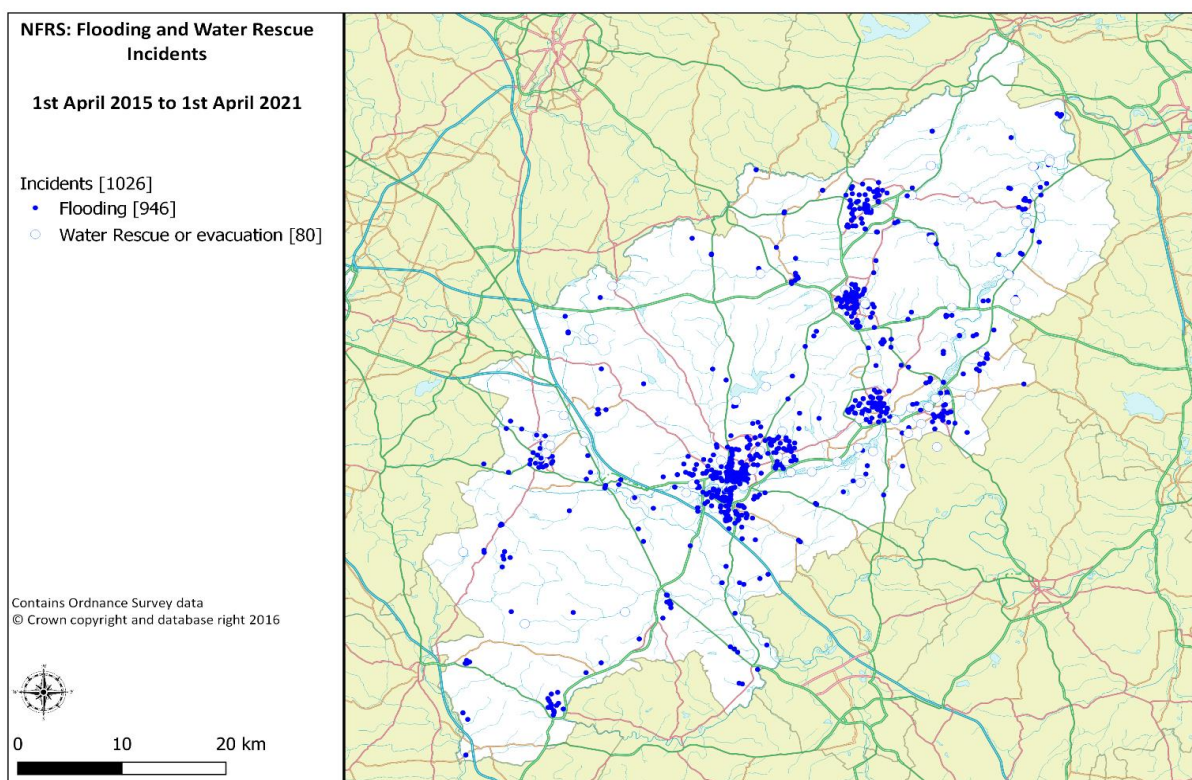 NFRS: Flooding and Water Rescue
Incidents
1st April 2015 to 1st April 2021
Incidents [1026]
Flooding [946]
Water Rescue or evacuation [80]
Contains Ordnance Survey data
© Crown copyright and database right 2016
0 10 20 km